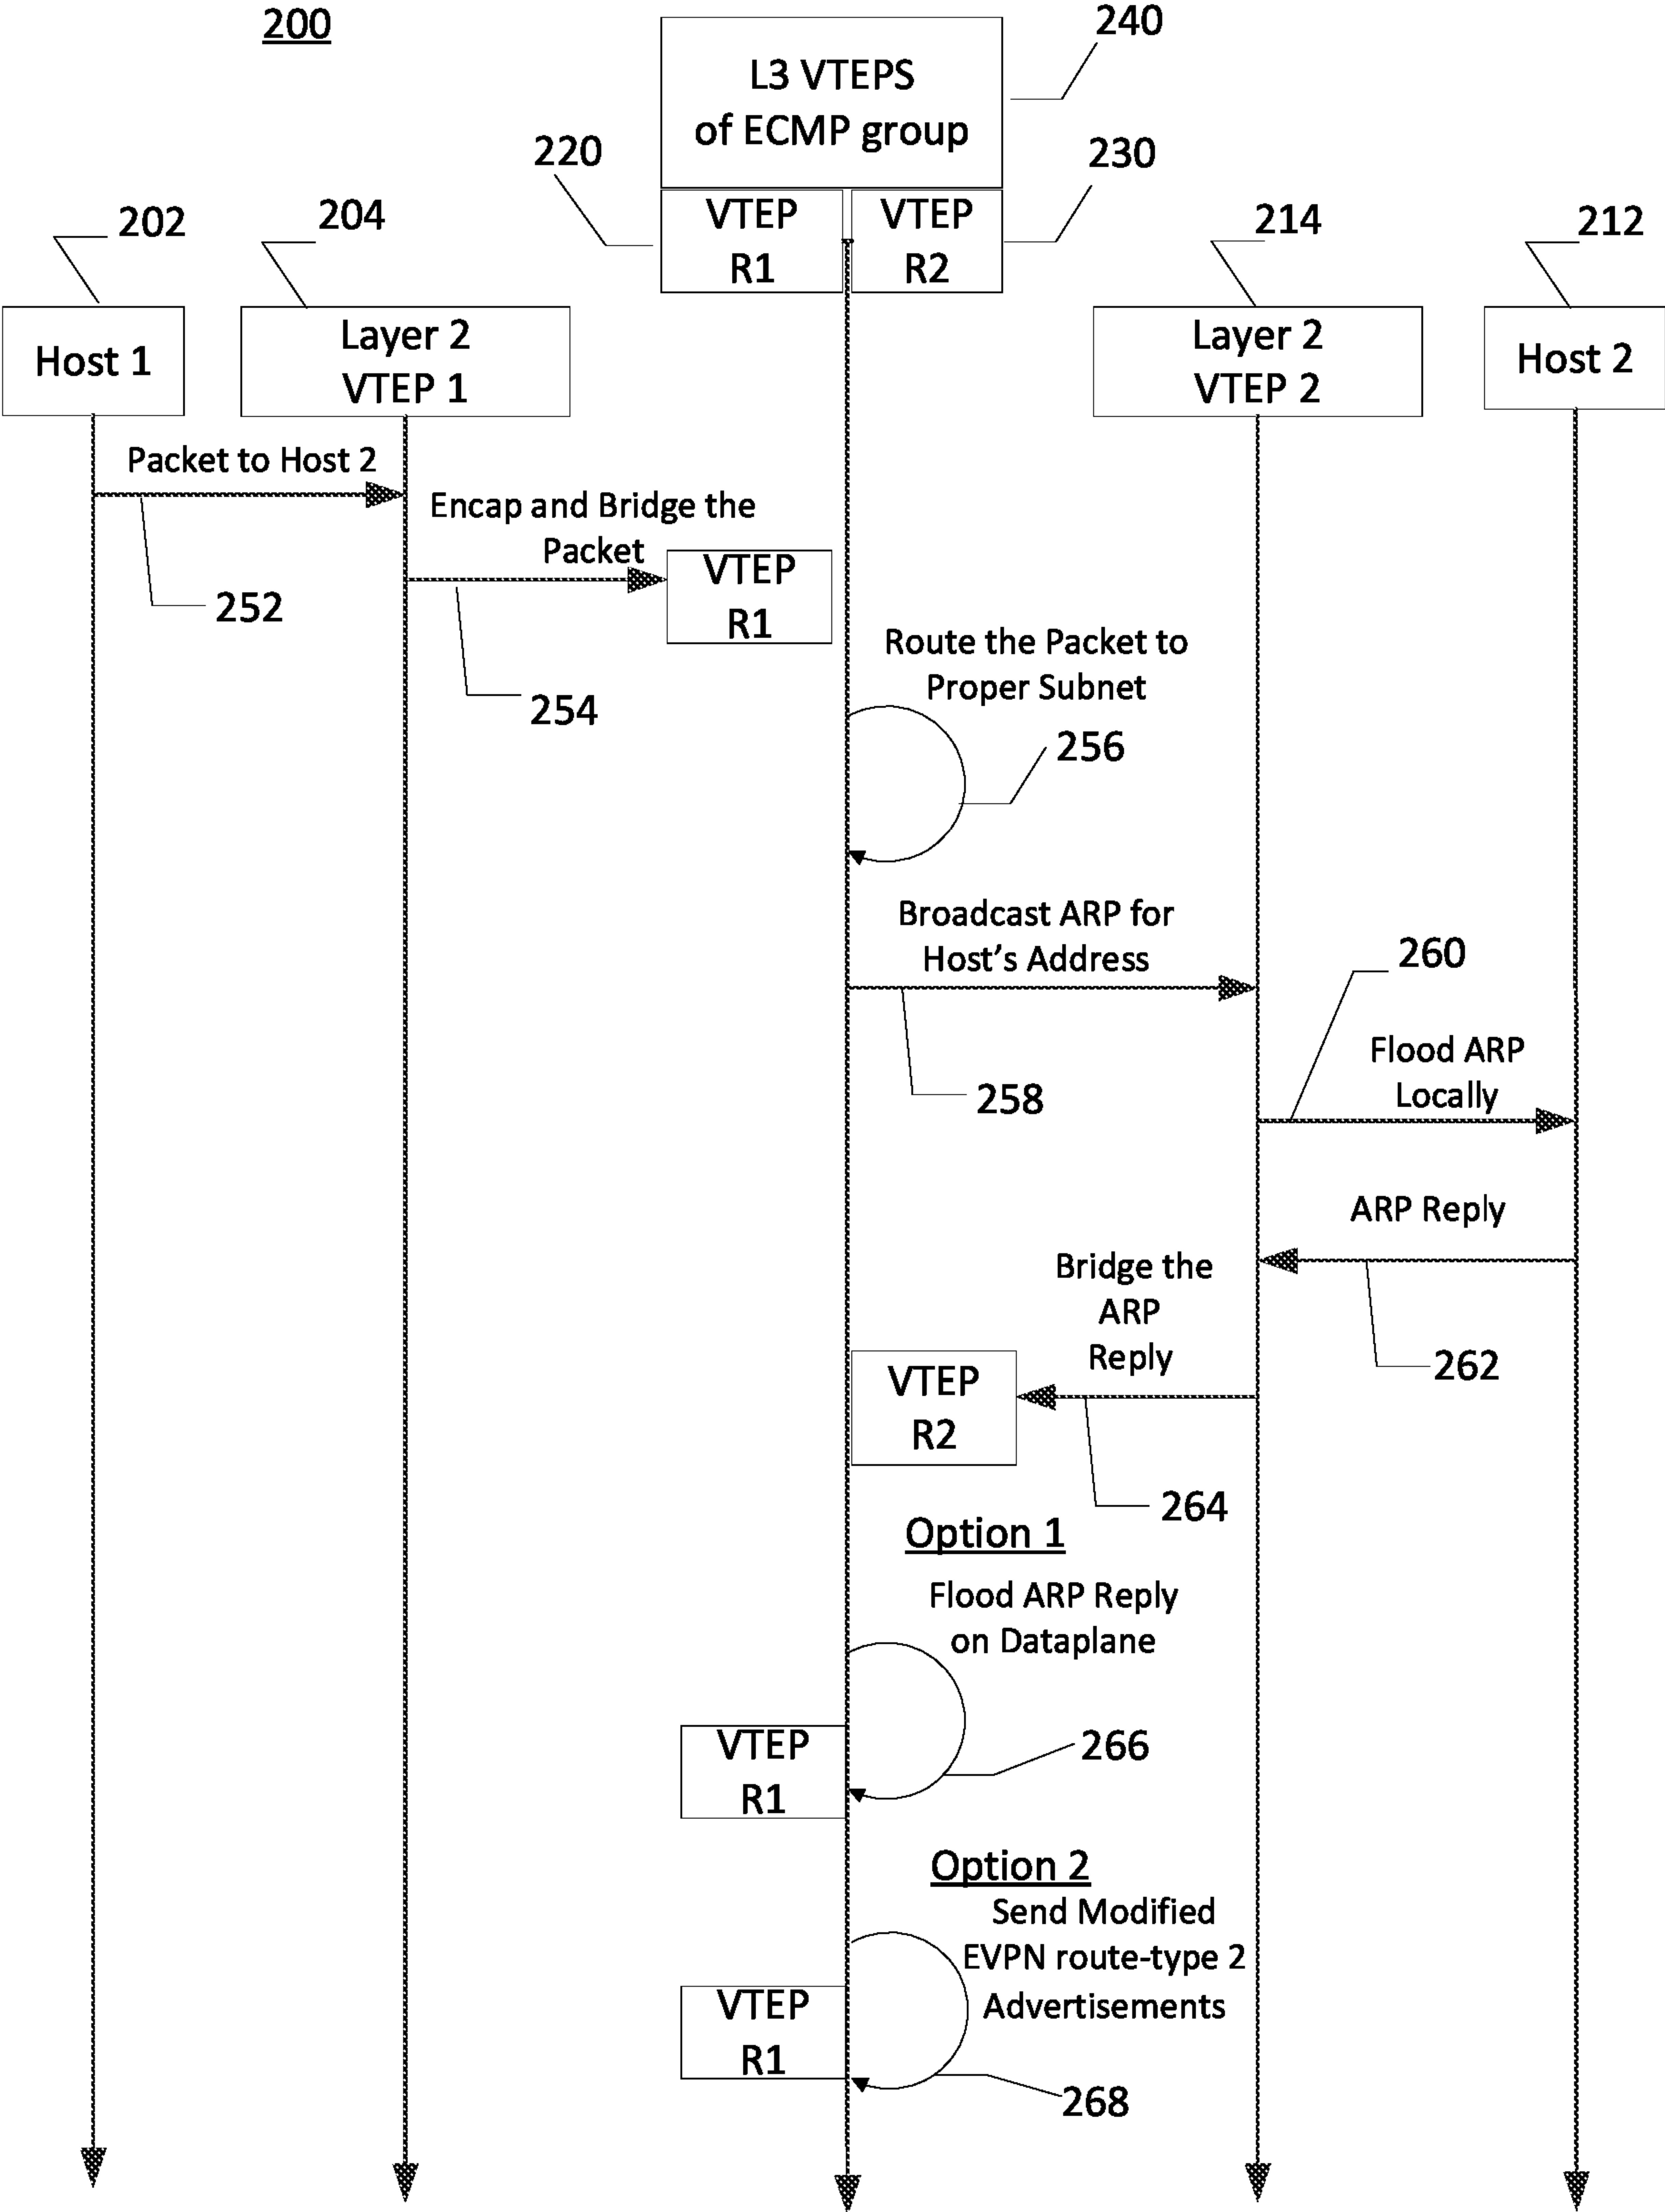 200
240
L3 VTEPS
of ECMP group
220
230
VTEP
R1
VTEP
R2
202
204
214
212
Host 1
Layer 2
VTEP 1
Layer 2
VTEP 2
Host 2
Packet to Host 2
252
Encap and Bridge the
Packet
VTEP
R1
254
Route the Packet to
Proper Subnet
256
Broadcast ARP for
Host’s Address
258
260
Flood ARP
Locally
ARP Reply
262
Bridge the
ARP
Reply
VTEP
R2
264
Option 1
Flood ARP Reply
on Dataplane
VTEP
R1
266
Option 2
Send Modified
EVPN route-type 2
Advertisements
VTEP
R1
268